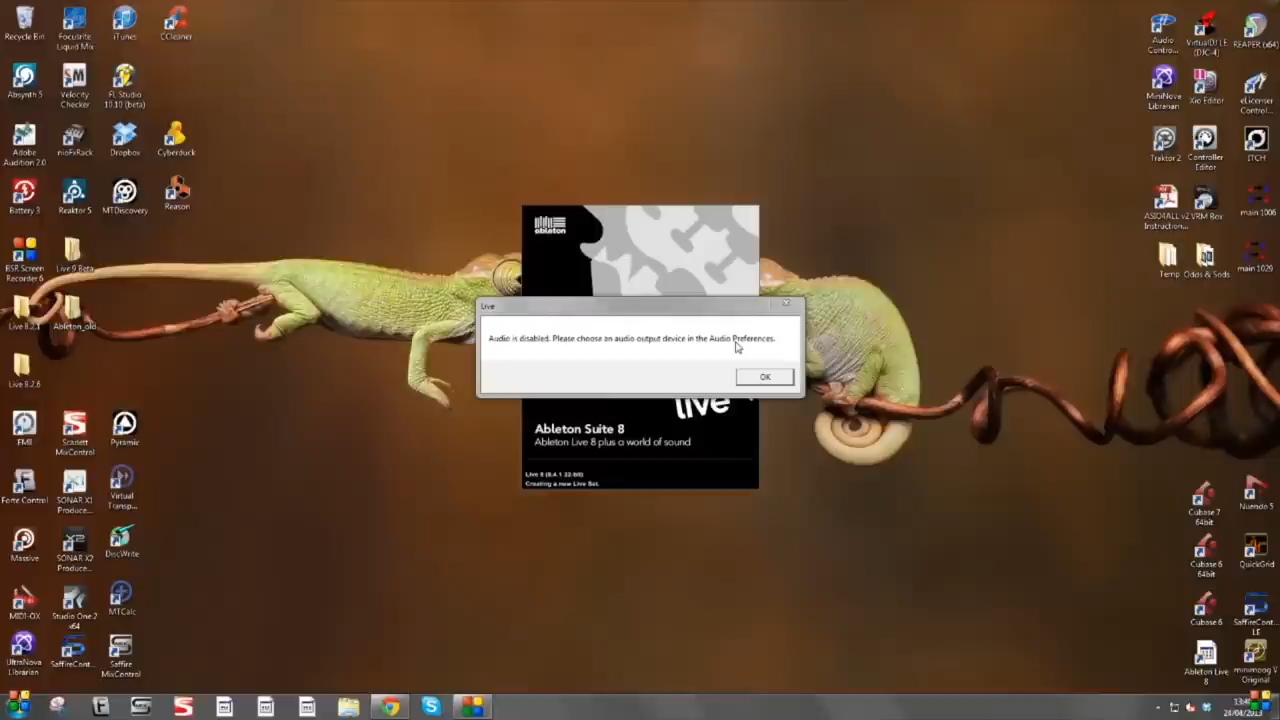 Recycle Bin
Focusrite
Liquid Mix
iTunes
CCleaner
Absynth 5
Velocity
Checker
FL Studio
10.10 (beta)
Adobe
Audition 2.0
nioFxRack
Dropbox
Cyberduck
Battery 3
Reaktor 5
MTDiscovery
Reason
BSR Screen
Recorder 6
Live 9 Beta
Live 8.2.1
Ableton_old
Live 8.2.6
Scarlett
MixControl
Pyramic
Forte Control
SONAR X1
Produce...
Virtual
Transp...
Massive
SONAR X2
Produce...
DiscWrite
MIDI-OX
Studio One 2
x64
MTCalc
UltraNova
Librarian
SaffireCont...
Saffire
MixControl
Ableton
Live
Audio is disabled. Please choose an audio output device in the Audio Preferences.
OK
live
Ableton Suite 8
Ableton Live 8 plus a world of sound
Live 8 (8.4.1 32-bit)
Creating a new Live Set.
Audio
Contro...
VirtualDJ LE
(DJC-4)
REAPER (x64)
MiniNova
Librarian
Xio Editor
eLicenser
Control...
Traktor 2
Controller
Editor
ITCH
ASIO4ALL v2
Instruction...
VRM Box
main 1006
Temp
Odds & Sods
main 1029
Cubase 7
64bit
Nuendo 5
Cubase 6
64bit
QuickGrid
Cubase 6
SaffireCont...
LE
Ableton Live
8
minimoog V
Original
24/04/2013